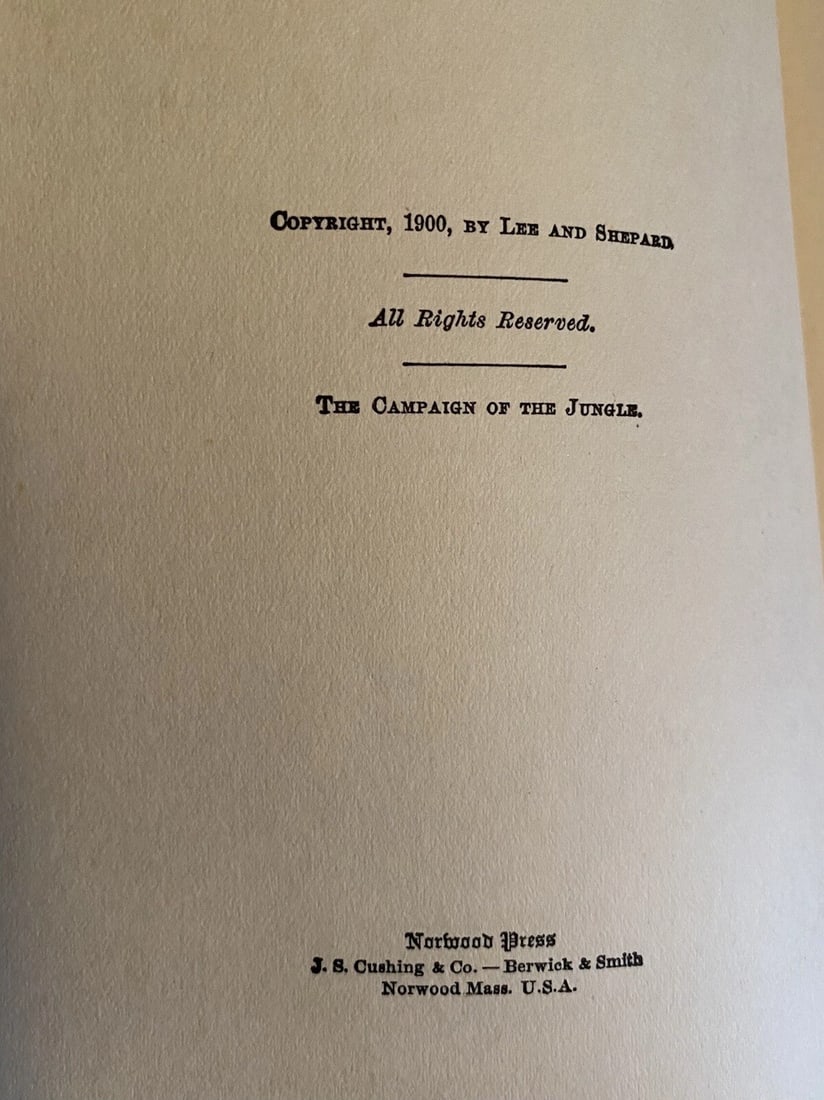 Copyright, 1900, by Lee and Shepard
All Rights Reserved.
The Campaign of the Jungle.
Norwood Press
J. S. Cushing & Co. — Berwick & Smith
Norwood Mass. U.S.A.